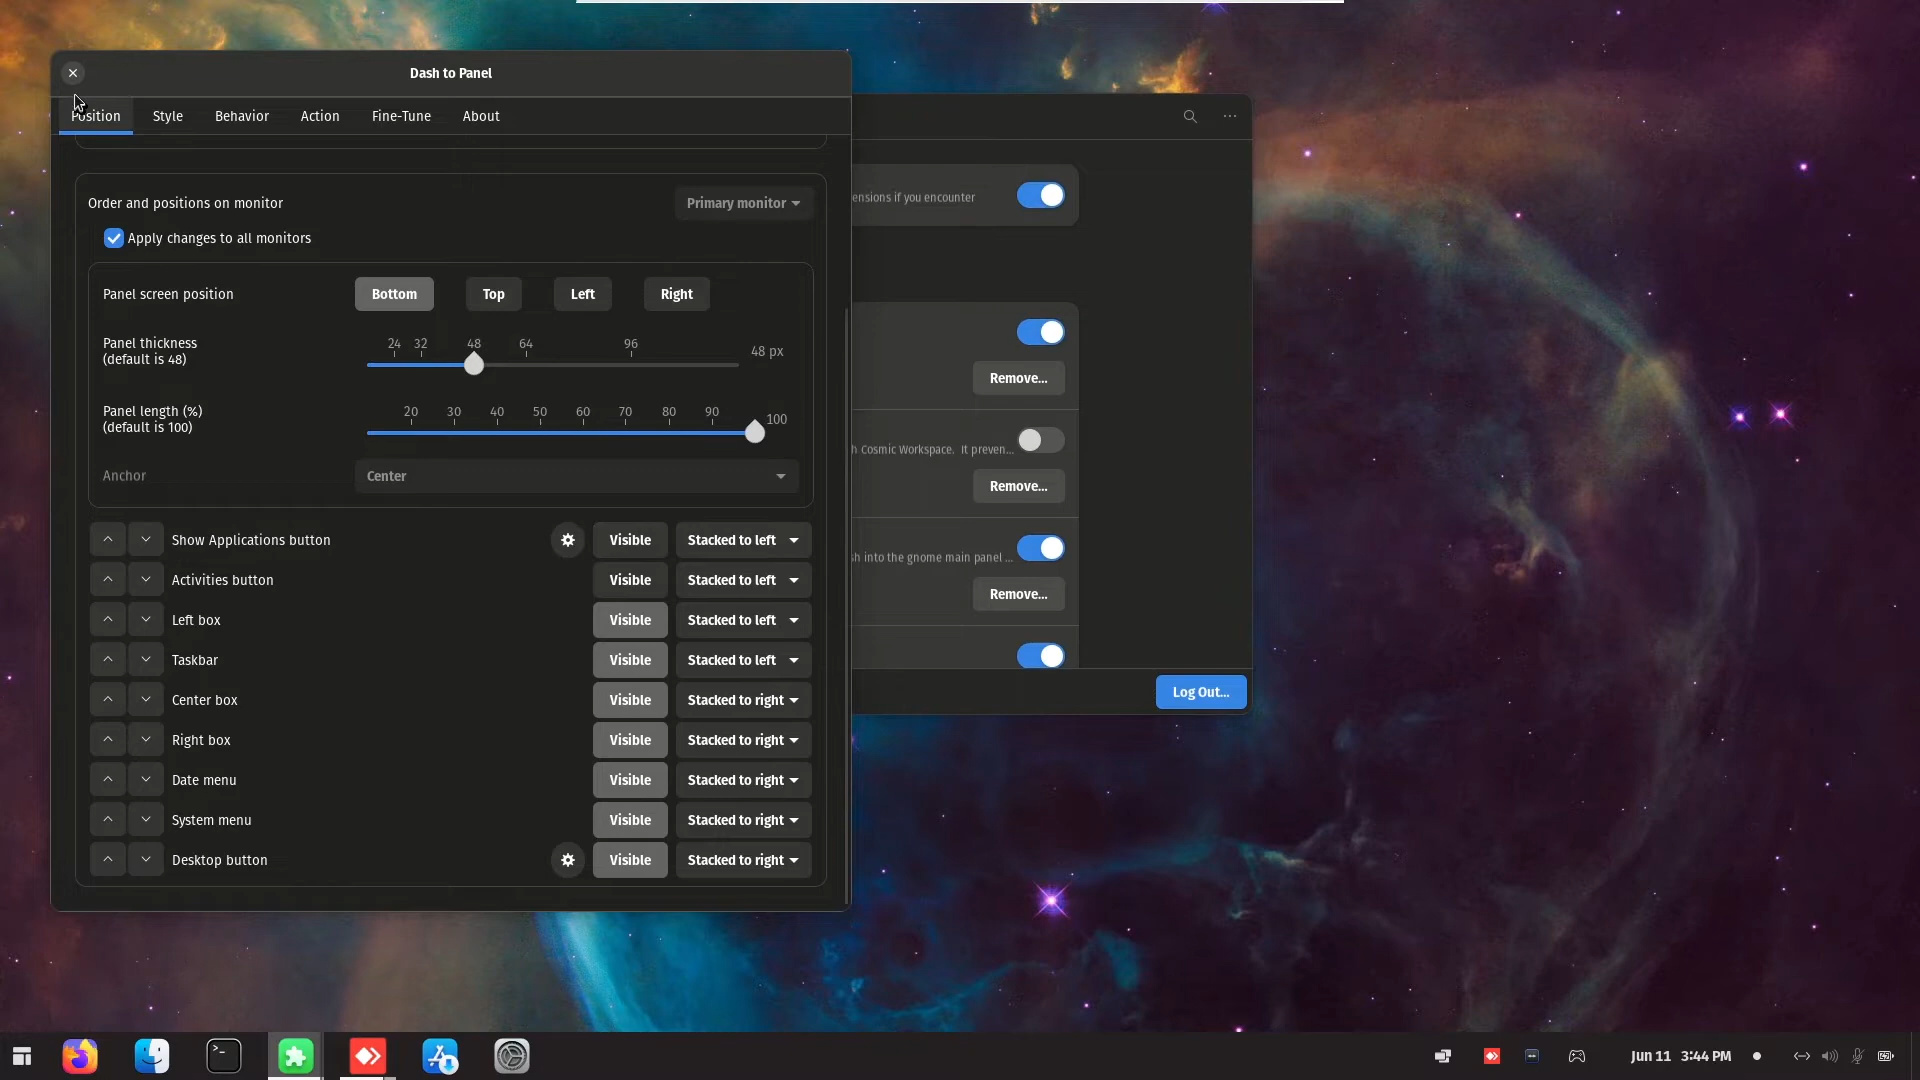 Dash to Panel
Position Style Behavior Action Fine-Tune About
Order and positions on monitor Primary monitor
Apply changes to all monitors
Panel screen position Bottom Top Left Right
Panel thickness
(default is 48)
24 32 48 64 96
48 px
Panel length (%)
(default is 100)
20 30 40 50 60 70 80 90
100
Anchor Center
Show Applications button Visible Stacked to left
Activities button Visible Stacked to left
Left box Visible Stacked to left
Taskbar Visible Stacked to left
Center box Visible Stacked to right
Right box Visible Stacked to right
Date menu Visible Stacked to right
System menu Visible Stacked to right
Desktop button Visible Stacked to right
ensions if you encounter
Remove...
h Cosmic Workspace. It preven...
Remove...
sh into the gnome main panel ...
Remove...
Log Out...
Jun 11 3:44 PM